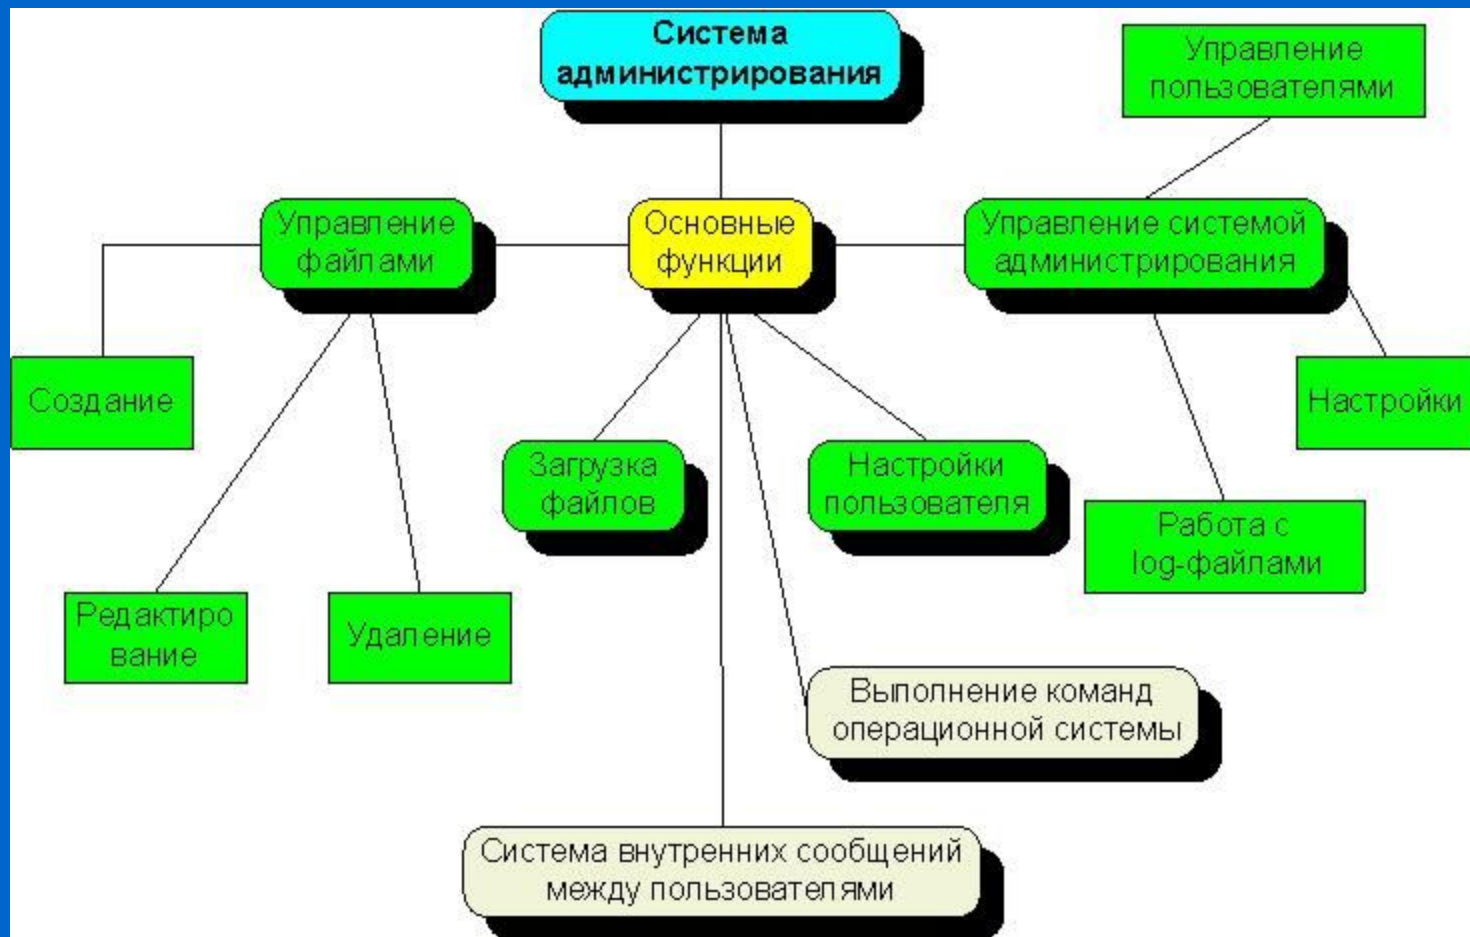 Система
администрирования
Управление
пользователями
Управление
файлами
Основные
функции
Управление системой
администрирования
Создание
Настройки
Загрузка
файлов
Настройки
пользователя
Работа с
log-файлами
Редактиро
вание
Удаление
Выполнение команд
операционной системы
Система внутренних сообщений
между пользователями